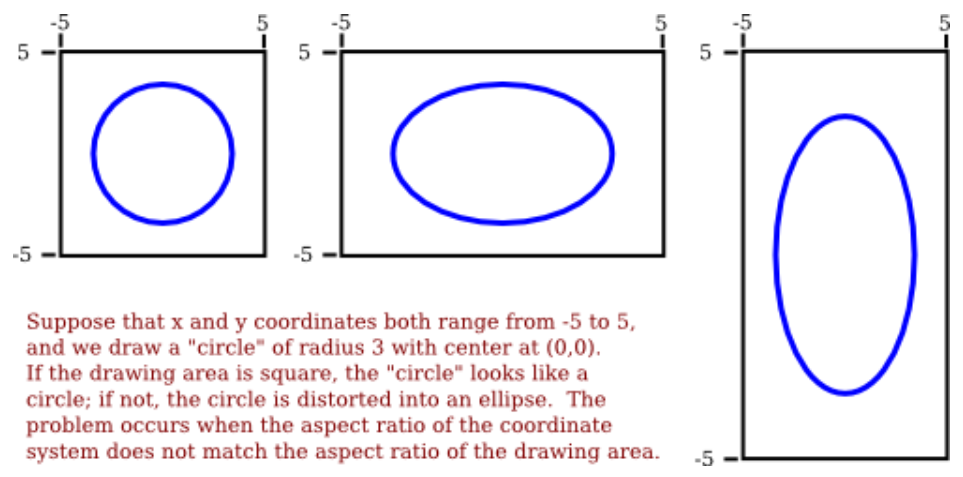 -5 5 -5 5 -5 5
5 5 5
-5 -5
Suppose that x and y coordinates both range from -5 to 5,
and we draw a "circle" of radius 3 with center at (0,0).
If the drawing area is square, the "circle" looks like a
circle; if not, the circle is distorted into an ellipse. The
problem occurs when the aspect ratio of the coordinate
system does not match the aspect ratio of the drawing area.
-5